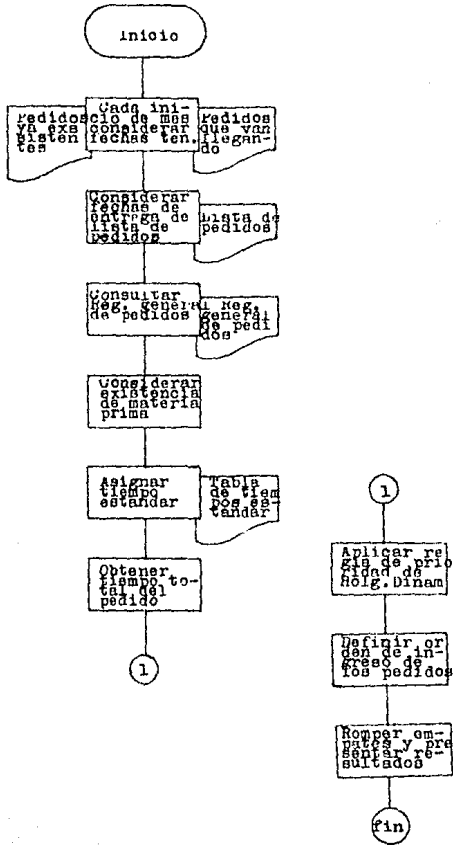 Inicio
Pedidos
ya exis
sisten
tes
Cada ini-
cio de mes
considerar
fechas ten.
Pedidos
que van
llegan-
do
Considerar
fechas de
entrega de
lista de
pedidos
Lista de
pedidos
Consultar
Reg. general
de pedidos
Reg.
general
de pedi
dos
Considerar
existencia
de materia
prima
Asignar
tiempo
estandar
Tabla
de tiem
pos es-
tandar
Obtener
tiempo to-
tal del
pedido
1
1
Aplicar re
gla de prio
ridad de
Holg.Dinam
Definir or
den de in-
greso de
los pedidos
Romper em-
pates y pre
sentar re-
sultados
fin